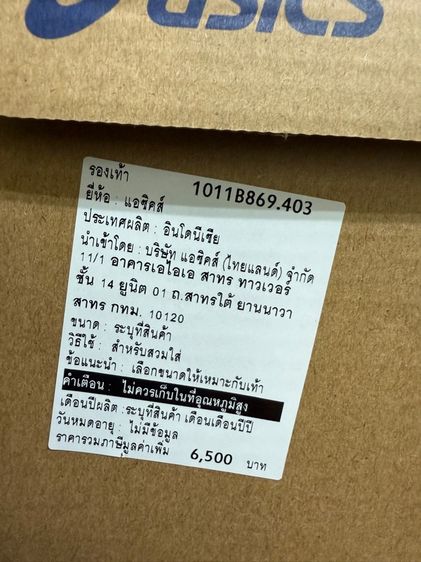 asics
รองเท้า 1011B869.403
ยี่ห้อ : แอซิคส์
ประเทศผลิต : อินโดนีเซีย
นำเข้าโดย : บริษัท แอซิคส์ (ไทยแลนด์) จำกัด
11/1 อาคารเอไอเอ สาทร ทาวเวอร์
ชั้น 14 ยูนิต 01 ถ.สาทรใต้ ยานนาวา
สาทร กทม. 10120
ขนาด : ระบุที่สินค้า
วิธีใช้ : สำหรับสวมใส่
ข้อแนะนำ : เลือกขนาดให้เหมาะกับเท้า
คำเตือน : ไม่ควรเก็บในที่อุณหภูมิสูง
เดือนปีผลิต :ระบุที่สินค้า เดือนเดือนปีปี
วันหมดอายุ : ไม่มีข้อมูล
ราคารวมภาษีมูลค่าเพิ่ม 6,500 บาท